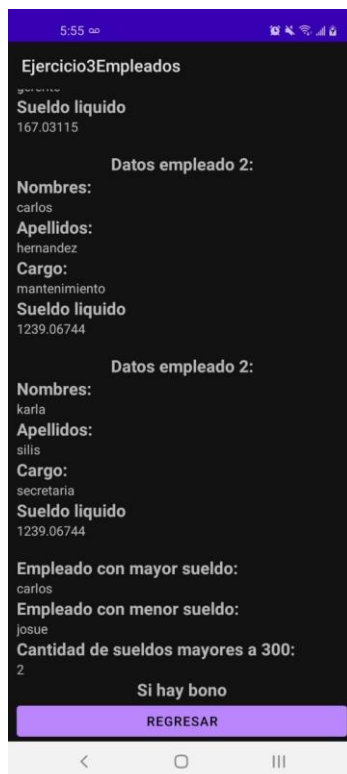 5:55
Ejercicio3Empleados
gerente
Sueldo liquido
167.03115
Datos empleado 2:
Nombres:
carlos
Apellidos:
hernandez
Cargo:
mantenimiento
Sueldo liquido
1239.06744
Datos empleado 2:
Nombres:
karla
Apellidos:
silis
Cargo:
secretaria
Sueldo liquido
1239.06744
Empleado con mayor sueldo:
carlos
Empleado con menor sueldo:
josue
Cantidad de sueldos mayores a 300:
2
Si hay bono
REGRESAR